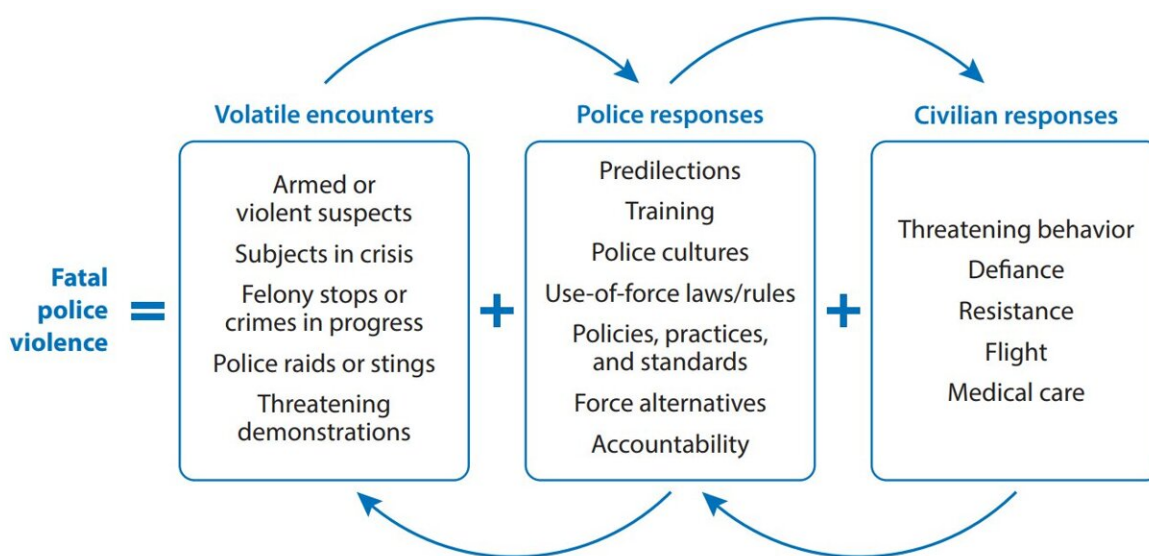 Volatile encounters
Police responses
Civilian responses
Fatal
police
violence
=
Armed or
violent suspects
Subjects in crisis
Felony stops or
crimes in progress
Police raids or stings
Threatening
demonstrations
+
Predilections
Training
Police cultures
Use-of-force laws/rules
Policies, practices,
and standards
Force alternatives
Accountability
+
Threatening behavior
Defiance
Resistance
Flight
Medical care